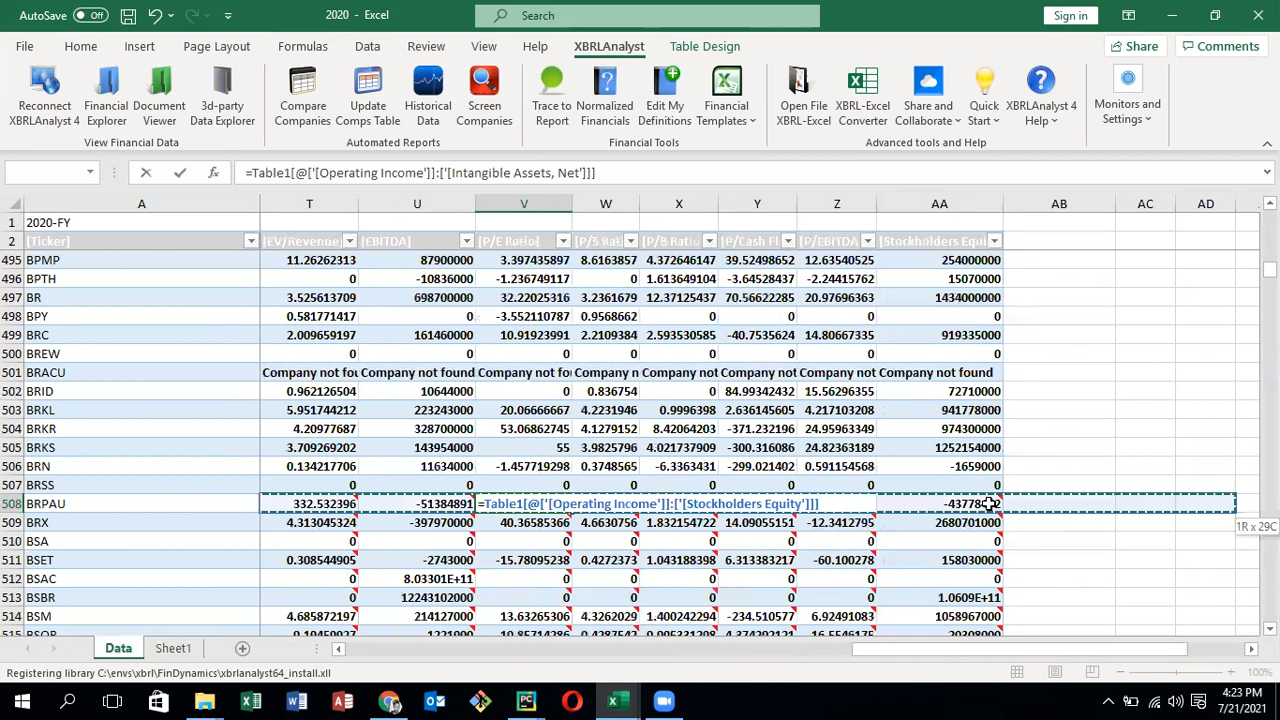 AutoSave Off 2020 - Excel Search Sign in
File Home Insert Page Layout Formulas Data Review View Help XBRLAnalyst Table Design Share Comments
Reconnect XBRLAnalyst 4
Financial Explorer
Document Viewer
3d-party Data Explorer
Compare Companies
Update Comps Table
Historical Data
Screen Companies
Trace to Report
Normalized Financials
Edit My Definitions
Financial Templates
Open File XBRL-Excel
XBRL-Excel Converter
Share and Collaborate
Quick Start
XBRLAnalyst 4 Help
Monitors and Settings
View Financial Data Automated Reports Financial Tools Advanced tools and Help
fx =Table1[@['[Operating Income']]:['[Intangible Assets, Net']]]
A T U V W X Y Z AA AB AC AD
1 2020-FY
2 [Ticker] [EV/Revenue] [EBITDA] [P/E Ratio] [P/S Rat [P/B Ratio [P/Cash Fl [P/EBITDA [Stockholders Equi
495 BPMP 11.26262313 87900000 3.397435897 8.6163857 4.372646147 39.52498652 12.63540525 254000000
496 BPTH 0 -10836000 -1.236749117 0 1.613649104 -3.64528437 -2.24415762 15070000
497 BR 3.525613709 698700000 32.22025316 3.2361679 12.37125437 70.56622285 20.97696363 1434000000
498 BPY 0.581771417 0 -3.552110787 0.9568662 0 0 0 0
499 BRC 2.009659197 161460000 10.91923991 2.2109384 2.593530585 -40.7535624 14.80667335 919335000
500 BREW 0 0 0 0 0 0 0 0
501 BRACU Company not fou Company not found Company not fou Company n Company not Company not Company not Company not found
502 BRID 0.962126504 10644000 0 0.836754 0 84.99342432 15.56296355 72710000
503 BRKL 5.951744212 223243000 20.06666667 4.2231946 0.9996398 2.636145605 4.217103208 941778000
504 BRKR 4.20977687 328700000 53.06872645 4.1279152 8.42064203 -371.232196 24.95963349 974300000
505 BRKS 3.709269202 143954000 55 3.9825796 4.021737909 -300.316086 24.82363189 1252154000
506 BRN 0.134217706 11634000 -1.457719298 0.3748565 -6.3363431 -299.021402 0.591154568 -1659000
507 BRSS 0 0 0 0 0 0 0 0
508 BRPAU 332.532396 -51384891 =Table1[@['[Operating Income']]:['[Stockholders Equity']]]
509 BRX 4.313045324 -397970000 40.36585366 4.6630756 1.832154722 14.09055151 -12.3412795 2680701000
1R x 29C
510 BSA 0 0 0 0 0 0 0 0
511 BSET 0.308544905 -2743000 -15.78095238 0.4272373 1.043188398 6.313383217 -60.100278 158030000
512 BSAC 0 8.03301E+11 0 0 0 0 0 0
513 BSBR 0 12243102000 0 0 0 0 0 1.0609E+11
514 BSM 4.685872197 214127000 13.63265306 4.3262029 1.400242294 -234.510577 6.92491083 1058967000
Data Sheet1
Registering library C:\envs\xbrl\FinDynamics\xbrlanalyst64_install.xll 100%
4:23 PM
7/21/2021